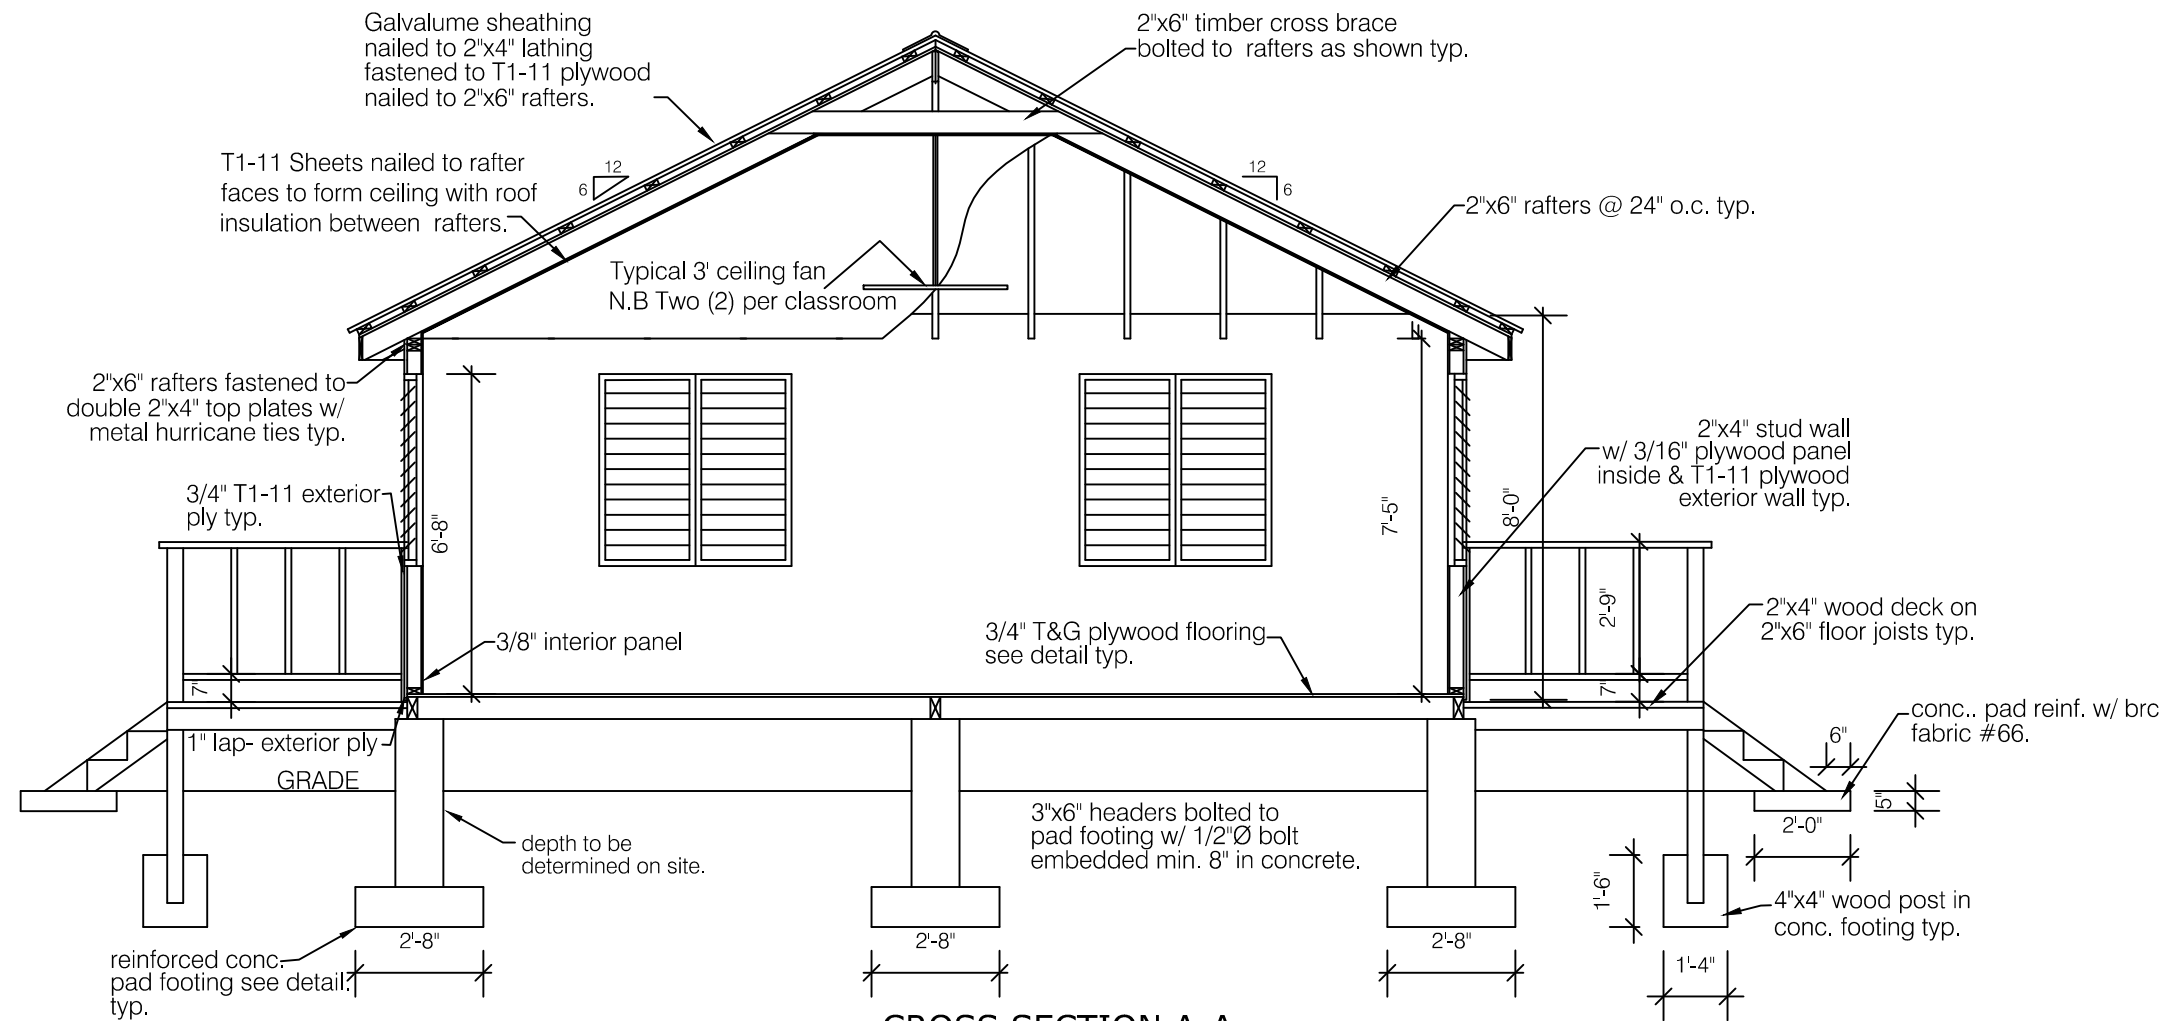 Galvalume sheathing
nailed to 2"x4" lathing
fastened to T1-11 plywood
nailed to 2"x6" rafters.
2"x6" timber cross brace
bolted to rafters as shown typ.
T1-11 Sheets nailed to rafter
faces to form ceiling with roof
insulation between rafters.
12
6
12
6
2"x6" rafters @ 24" o.c. typ.
Typical 3' ceiling fan
N.B Two (2) per classroom
2"x6" rafters fastened to
double 2"x4" top plates w/
metal hurricane ties typ.
2"x4" stud wall
w/ 3/16" plywood panel
inside & T1-11 plywood
exterior wall typ.
3/4" T1-11 exterior
ply typ.
6'-8"
7'-5"
8'-0"
2'-9"
2"x4" wood deck on
2"x6" floor joists typ.
3/8" interior panel
3/4" T&G plywood flooring
see detail typ.
7"
7"
conc.. pad reinf. w/ brc
fabric #66.
1" lap- exterior ply
6"
GRADE
5"
2'-0"
3"x6" headers bolted to
pad footing w/ 1/2"Ø bolt
embedded min. 8" in concrete.
depth to be
determined on site.
1'-6"
4"x4" wood post in
conc. footing typ.
2'-8"
2'-8"
2'-8"
1'-4"
reinforced conc.
pad footing see detail.
typ.
CROSS SECTION A-A